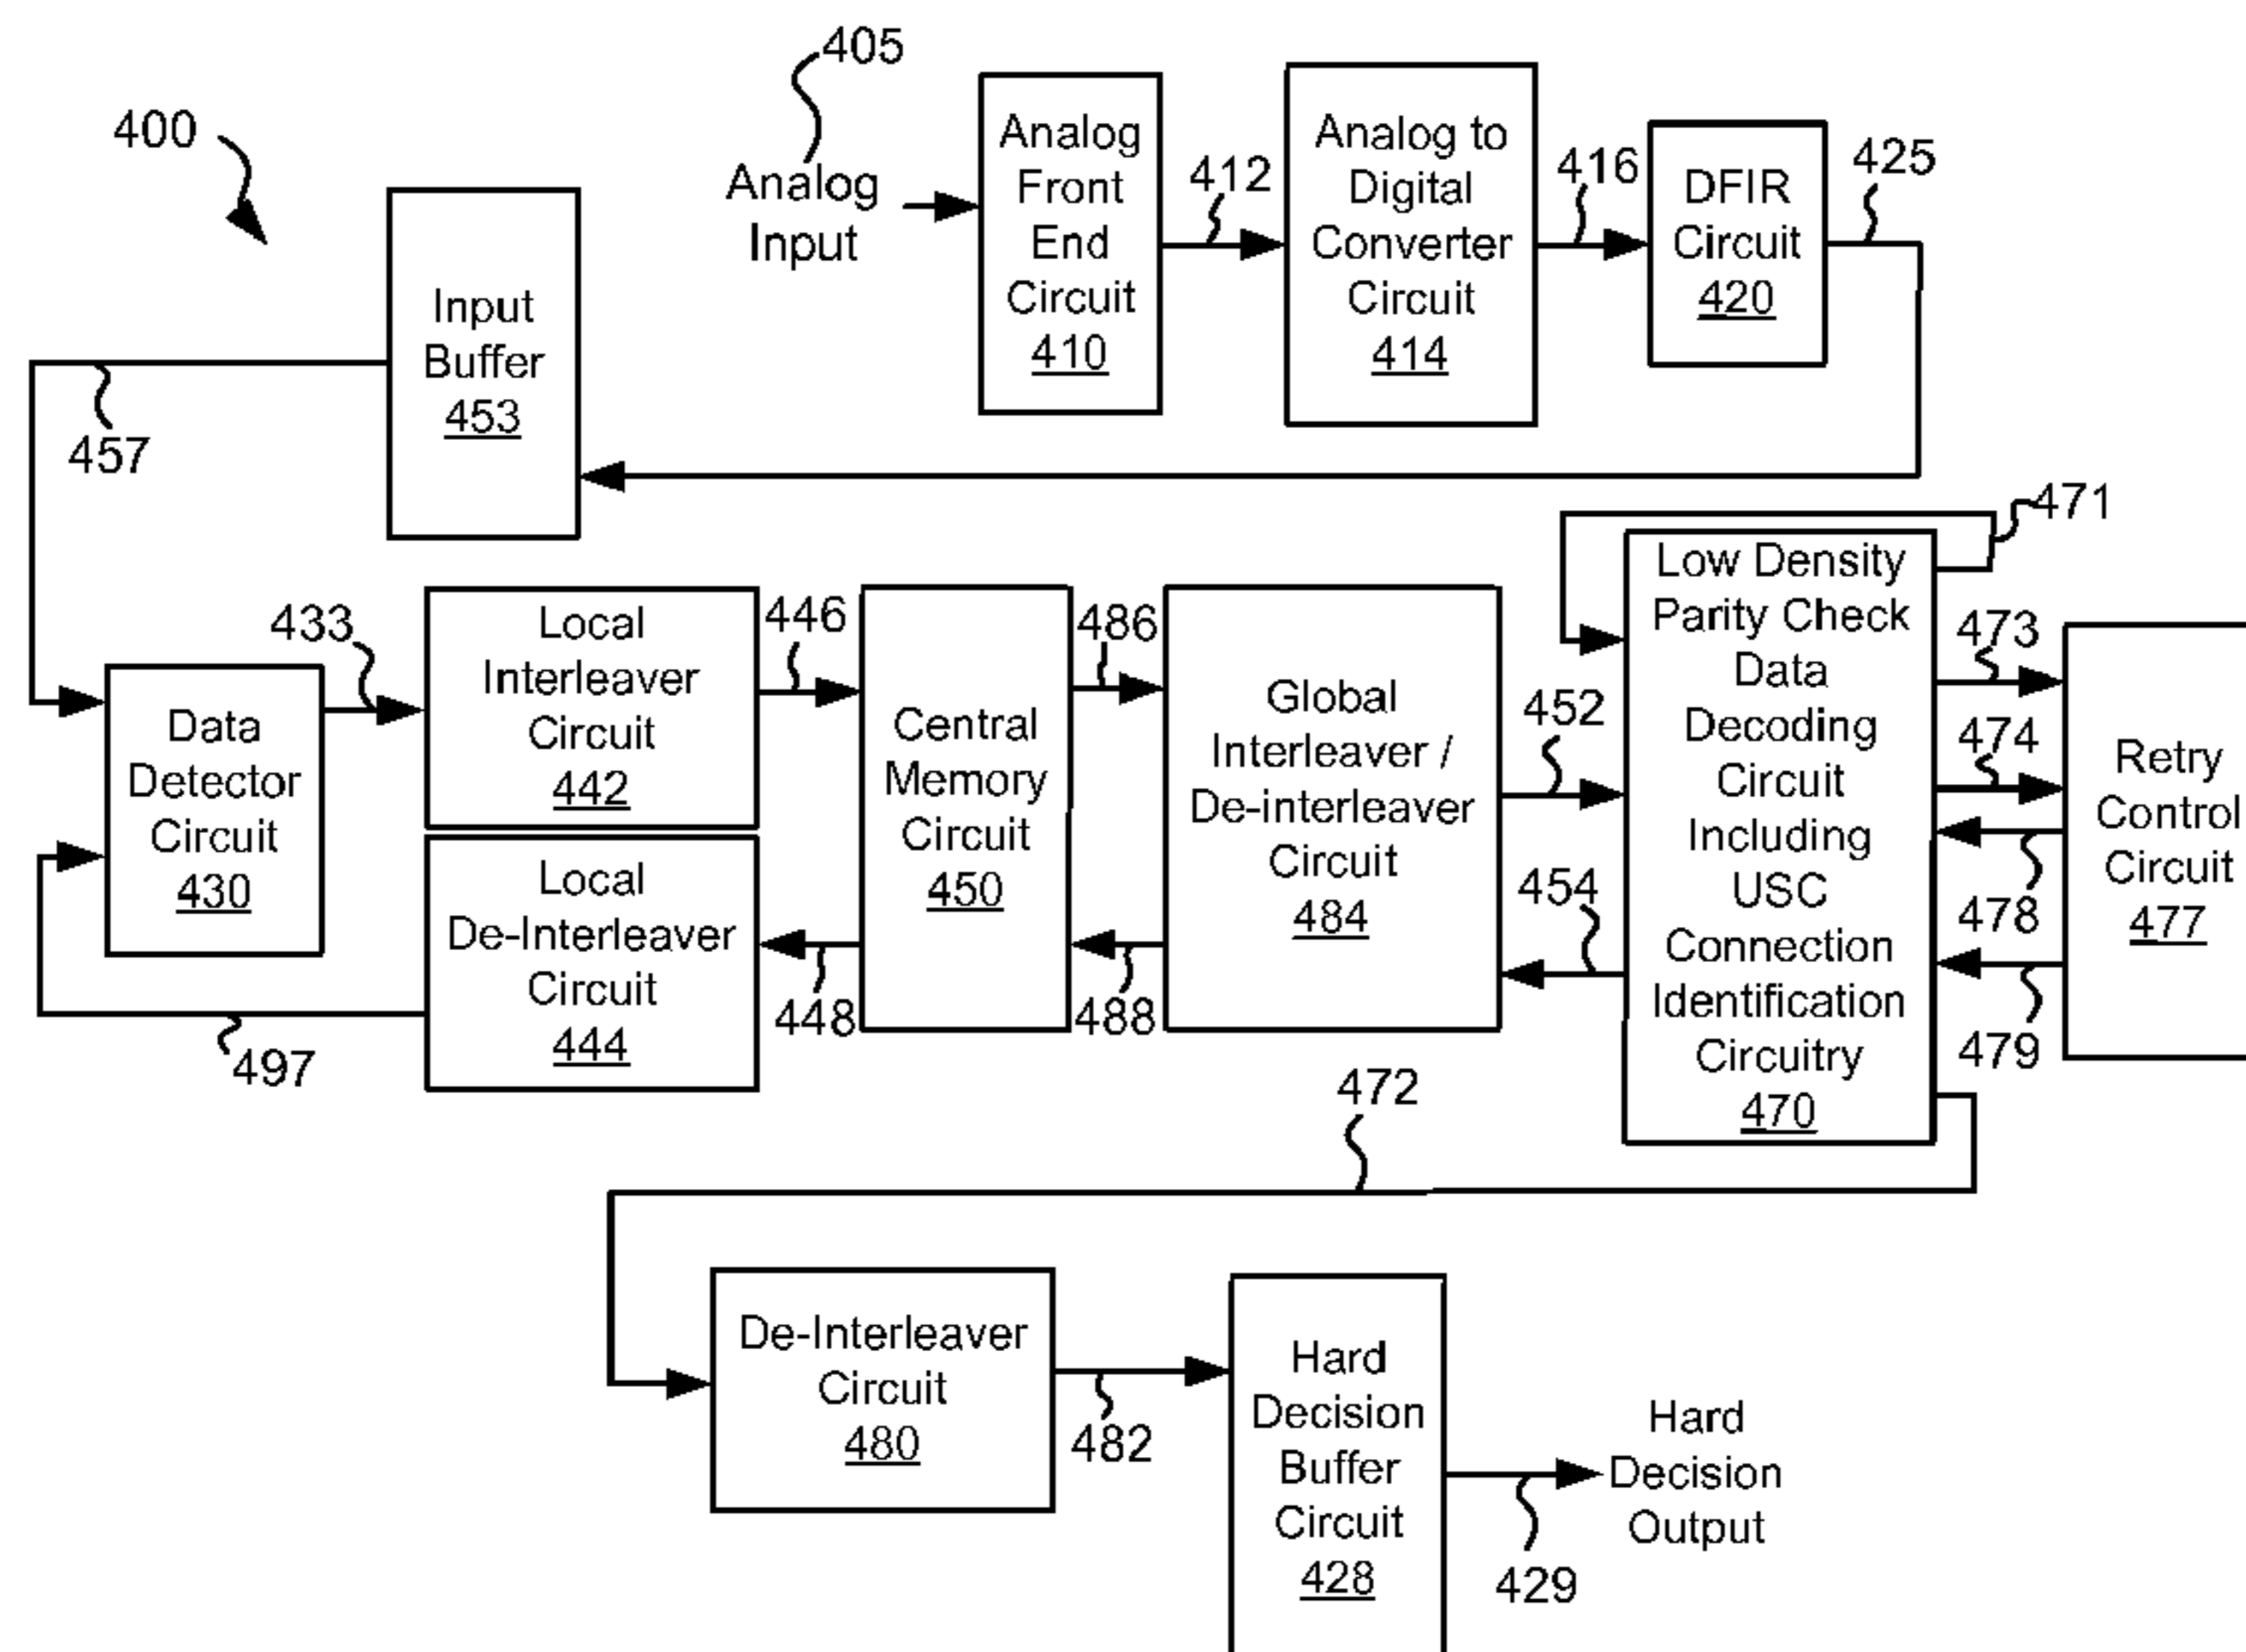 400
405
Analog
Input
Analog
Front
End
Circuit
410
412
Analog to
Digital
Converter
Circuit
414
416
DFIR
Circuit
420
425
Input
Buffer
453
457
471
433
Data
Detector
Circuit
430
Local
Interleaver
Circuit
442
Local
De-Interleaver
Circuit
444
497
446
448
Central
Memory
Circuit
450
486
488
Global
Interleaver /
De-interleaver
Circuit
484
452
454
Low Density
Parity Check
Data
Decoding
Circuit
Including
USC
Connection
Identification
Circuitry
470
473
474
478
479
Retry
Control
Circuit
477
472
De-Interleaver
Circuit
480
482
Hard
Decision
Buffer
Circuit
428
429
Hard
Decision
Output